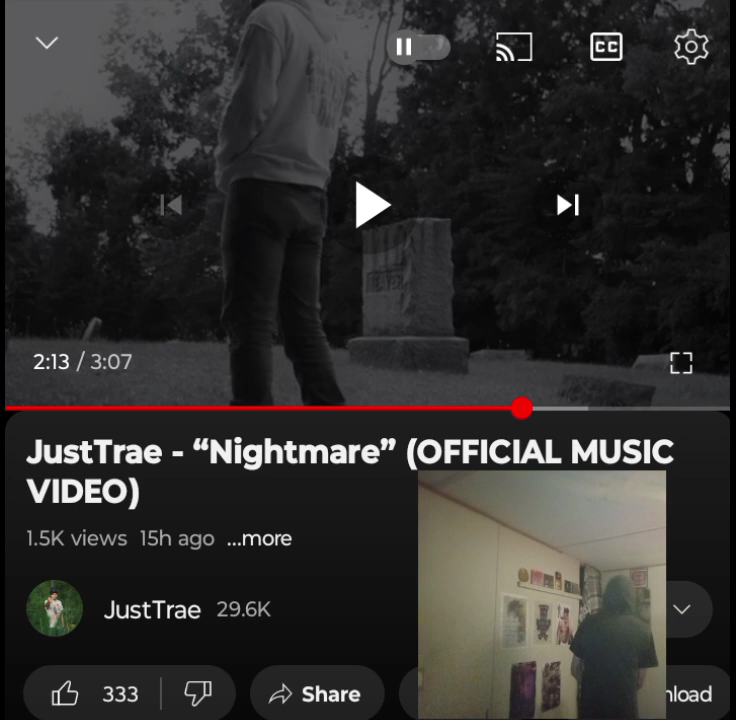 CC
2:13 / 3:07
JustTrae - “Nightmare” (OFFICIAL MUSIC
VIDEO)
1.5K views 15h ago ...more
JustTrae 29.6K
333
Share
nload